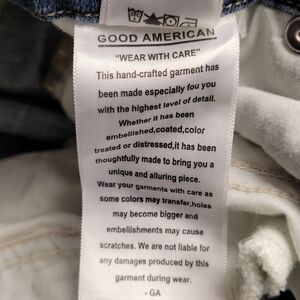 GOOD AMERICAN
"WEAR WITH CARE"
This hand-crafted garment has
been made especially fou you
with the highest level of detail.
Whether it has been
embellished,coated,color
treated or distressed,it has been
thoughtfully made to bring you a
unique and alluring piece.
Wear your garments with care as
some colors may transfer,holes
may become bigger and
embellishments may cause
scratches. We are not liable for
any damages produced by this
garment during wear.
- GA